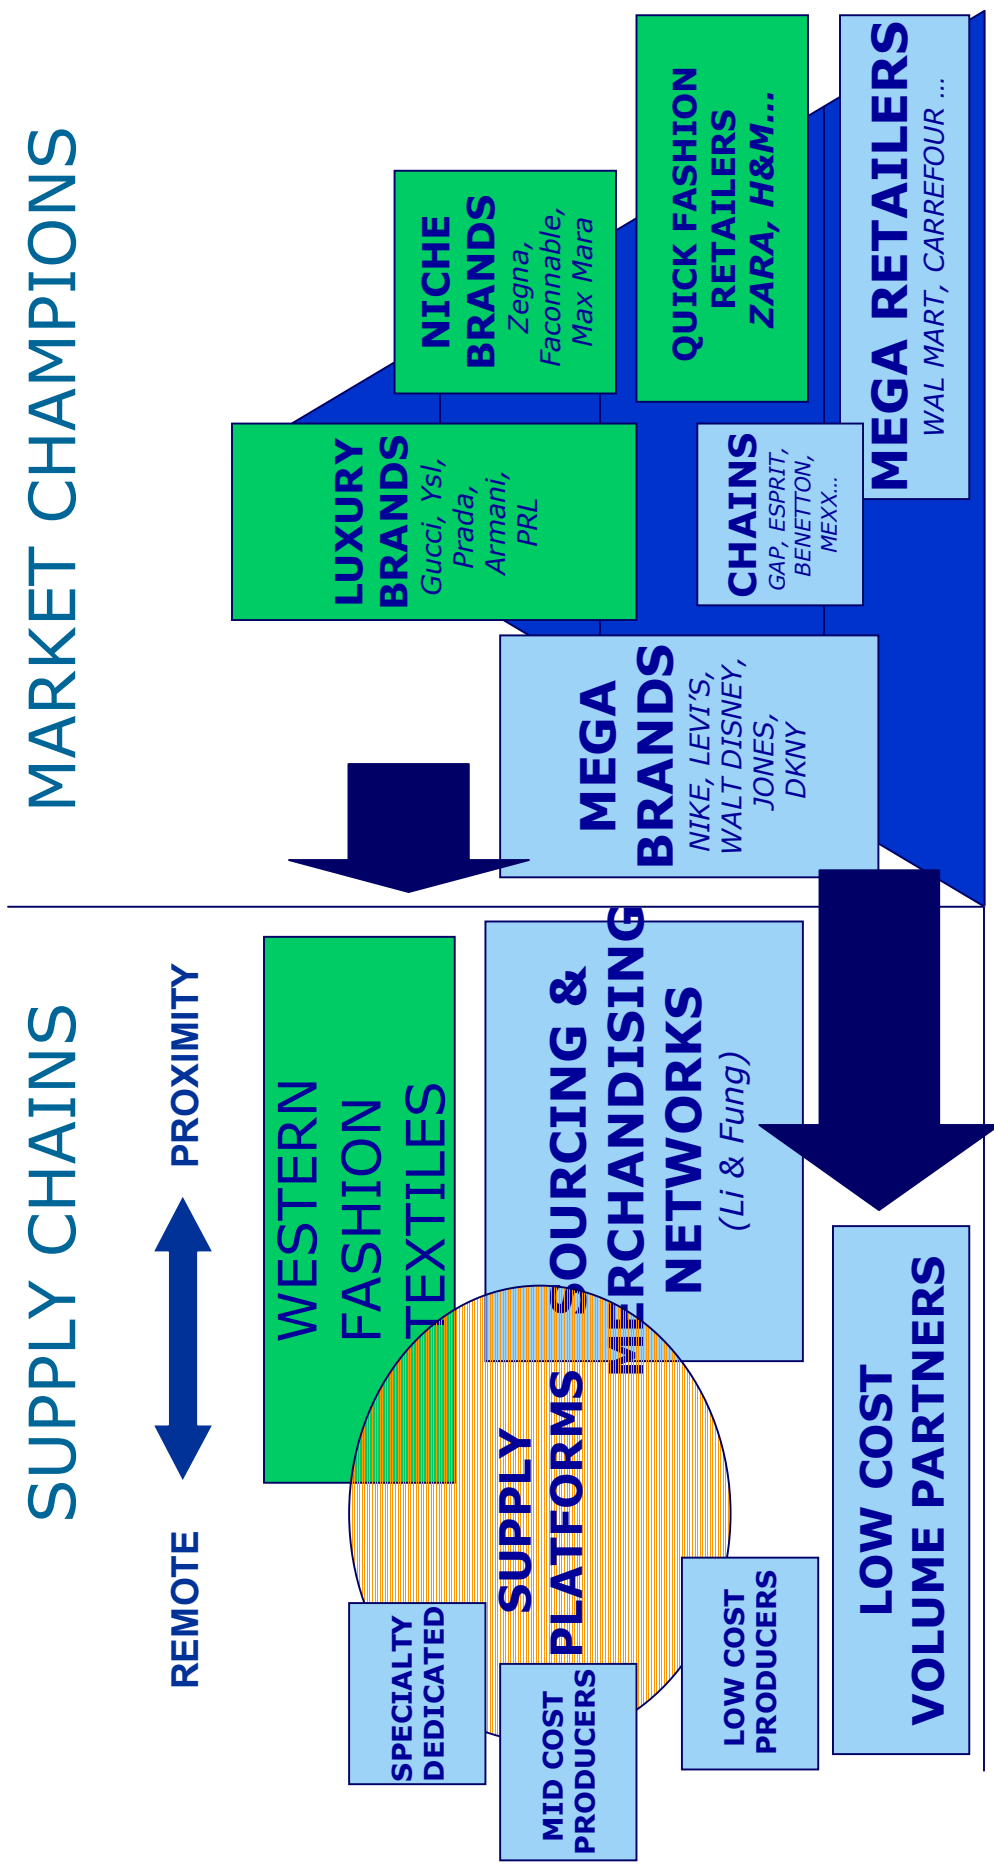 SUPPLY CHAINS
MARKET CHAMPIONS
REMOTE
PROXIMITY
WESTERN
FASHION
TEXTILES
SOURCING &
MERCHANDISING
NETWORKS
(Li & Fung)
SUPPLY
PLATFORMS
SPECIALTY
DEDICATED
MID COST
PRODUCERS
LOW COST
PRODUCERS
LOW COST
VOLUME PARTNERS
LUXURY
BRANDS
Gucci, Ysl,
Prada,
Armani,
PRL
NICHE
BRANDS
Zegna,
Faconnable,
Max Mara
MEGA
BRANDS
NIKE, LEVI'S,
WALT DISNEY,
JONES,
DKNY
QUICK FASHION
RETAILERS
ZARA, H&M...
CHAINS
GAP, ESPRIT,
BENETTON,
MEXX...
MEGA RETAILERS
WAL MART, CARREFOUR ...